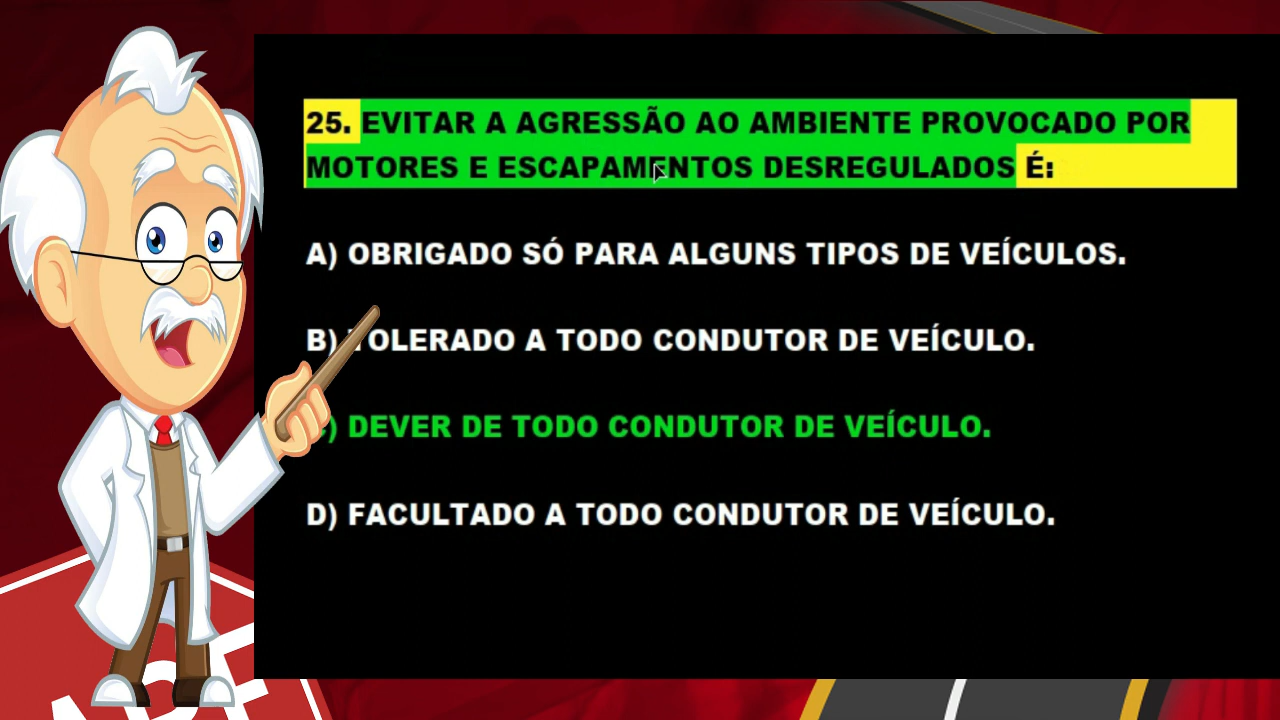 25. EVITAR A AGRESSÃO AO AMBIENTE PROVOCADO POR
MOTORES E ESCAPAMENTOS DESREGULADOS É:
A) OBRIGADO SÓ PARA ALGUNS TIPOS DE VEÍCULOS.
B) TOLERADO A TODO CONDUTOR DE VEÍCULO.
C) DEVER DE TODO CONDUTOR DE VEÍCULO.
D) FACULTADO A TODO CONDUTOR DE VEÍCULO.